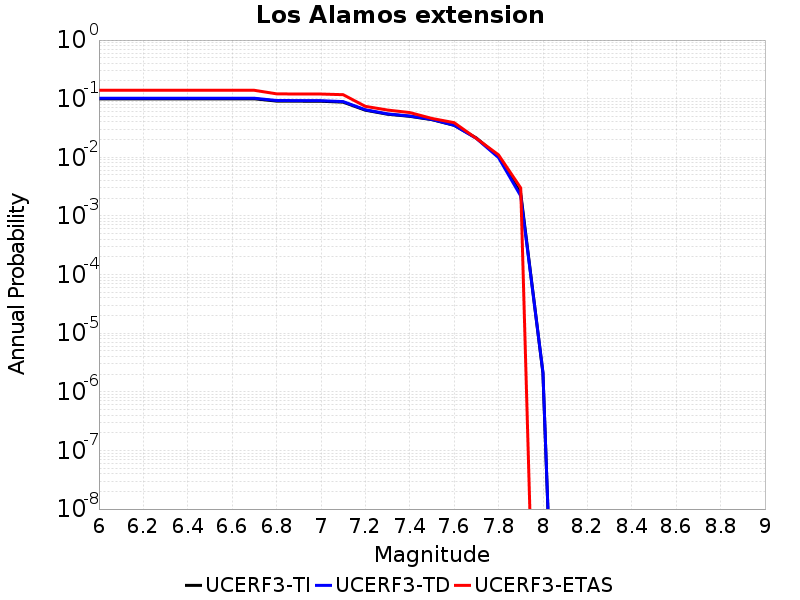 Los Alamos extension
10^0
10^-1
10^-2
10^-3
10^-4
10^-5
10^-6
10^-7
10^-8
Annual Probability
6 6.2 6.4 6.6 6.8 7 7.2 7.4 7.6 7.8 8 8.2 8.4 8.6 8.8 9
Magnitude
UCERF3-TI UCERF3-TD UCERF3-ETAS